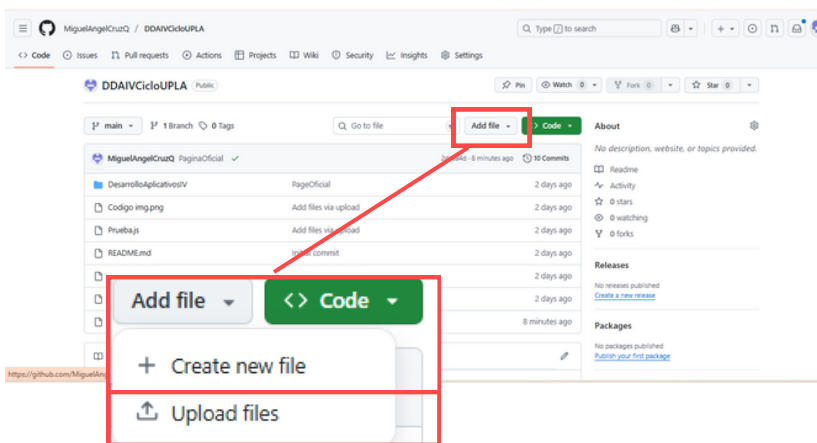 MiguelAngelCruzQ / DDAIVCicloUPLA
Type / to search
Code Issues Pull requests Actions Projects Wiki Security Insights Settings
DDAIVCicloUPLA Public
Pin Watch 0 Fork 0 Star 0
main 1 Branch 0 Tags Go to file Add file Code
About
No description, website, or topics provided.
MiguelAngelCruzQ PaginaOficial 8 minutes ago 10 Commits
Readme
DesarrolloAplicativosIV PageOficial 2 days ago
Activity
Codigo img.png Add files via upload 2 days ago
0 stars
0 watching
Prueba.js Add files via upload 2 days ago
0 forks
README.md Initial commit 2 days ago
Releases
2 days ago
No releases published
Create a new release
2 days ago
8 minutes ago
Packages
No packages published
Publish your first package
Add file <> Code
+ Create new file
Upload files
https://github.com/MiguelAng